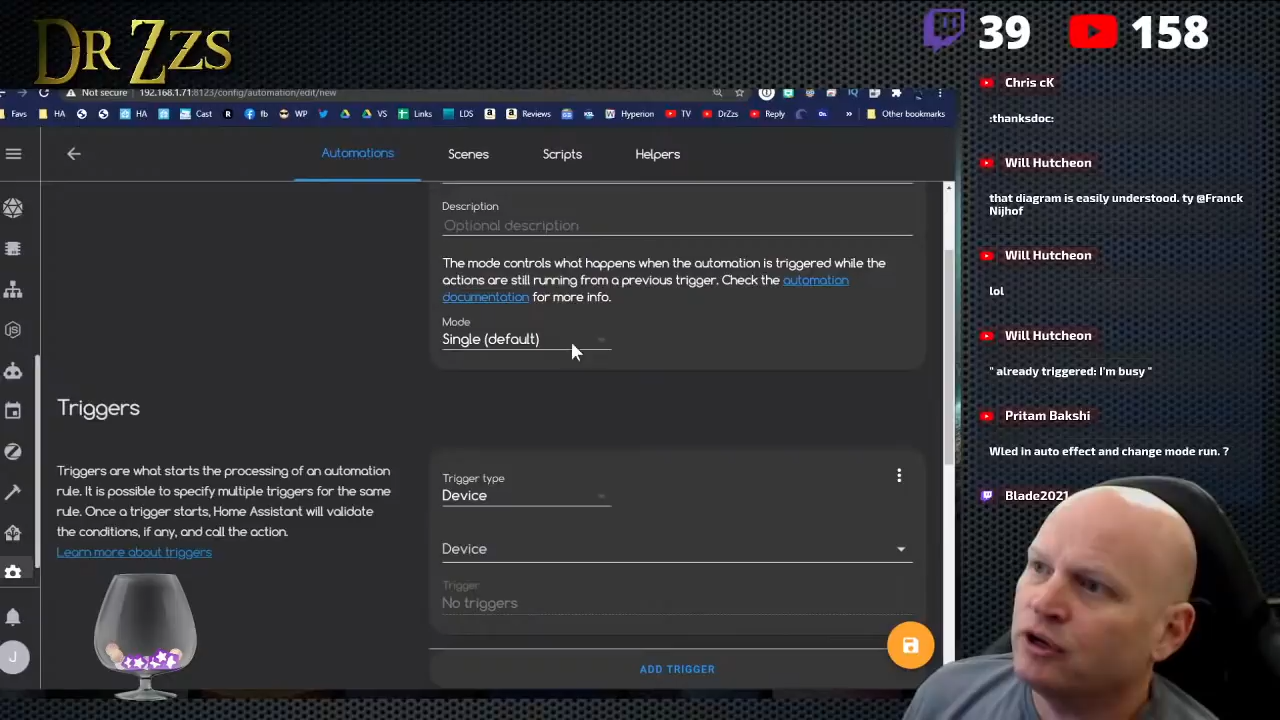 DR ZZS
39
158
Not secure
192.168.1.71:8123/config/automation/edit/new
Favs
HA
HA
Cast
fb
WP
VS
Links
LDS
Reviews
Hyperion
TV
DrZzs
Reply
»
Other bookmarks
Automations
Scenes
Scripts
Helpers
Description
Optional description
The mode controls what happens when the automation is triggered while the
actions are still running from a previous trigger. Check the automation
documentation for more info.
Mode
Single (default)
Triggers
Triggers are what starts the processing of an automation
rule. It is possible to specify multiple triggers for the same
rule. Once a trigger starts, Home Assistant will validate
the conditions, if any, and call the action.
Learn more about triggers
Trigger type
Device
Device
Trigger
No triggers
ADD TRIGGER
J
Chris cK
:thanksdoc:
Will Hutcheon
that diagram is easily understood. ty @Franck
Nijhof
Will Hutcheon
lol
Will Hutcheon
" already triggered: I'm busy "
Pritam Bakshi
Wled in auto effect and change mode run. ?
Blade2021